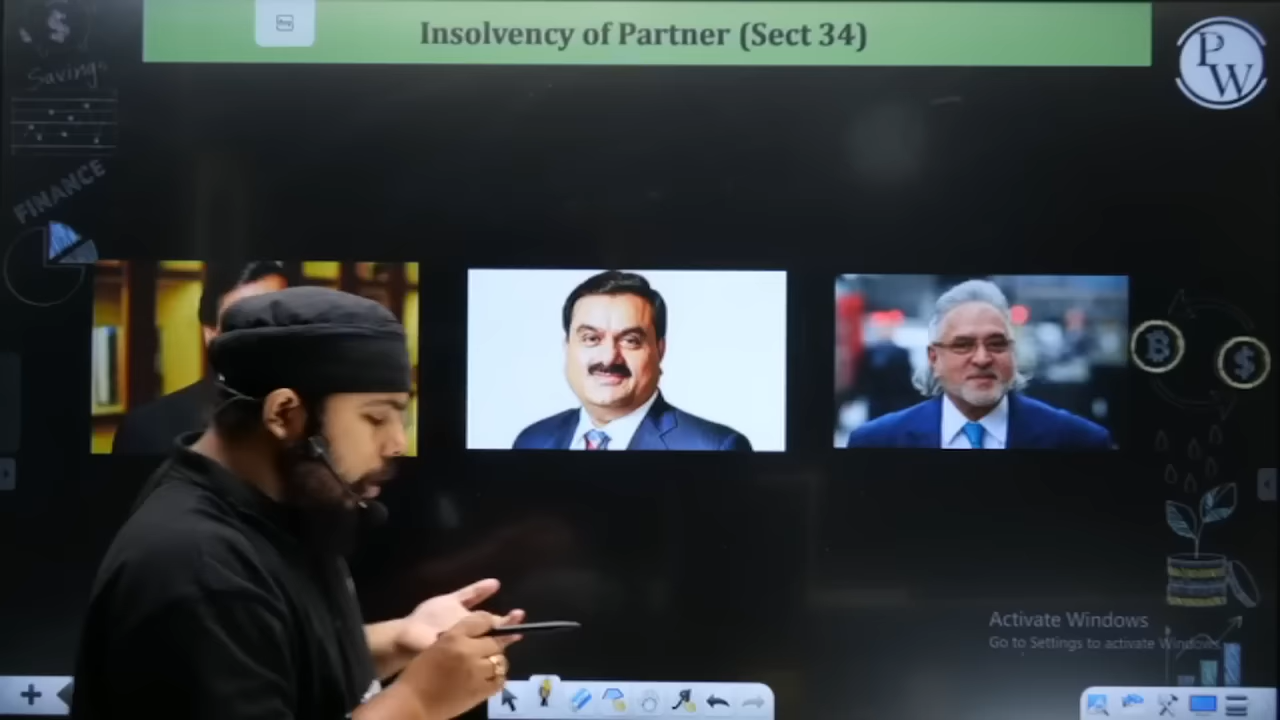 Insolvency of Partner (Sect 34)
PW
Savings
FINANCE
Activate Windows
Go to Settings to activate Windows.